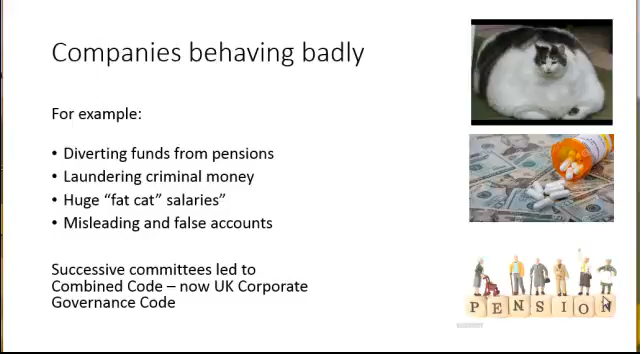 Companies behaving badly
For example:
• Diverting funds from pensions
• Laundering criminal money
• Huge “fat cat” salaries”
• Misleading and false accounts
Successive committees led to
Combined Code – now UK Corporate
Governance Code
PENSION